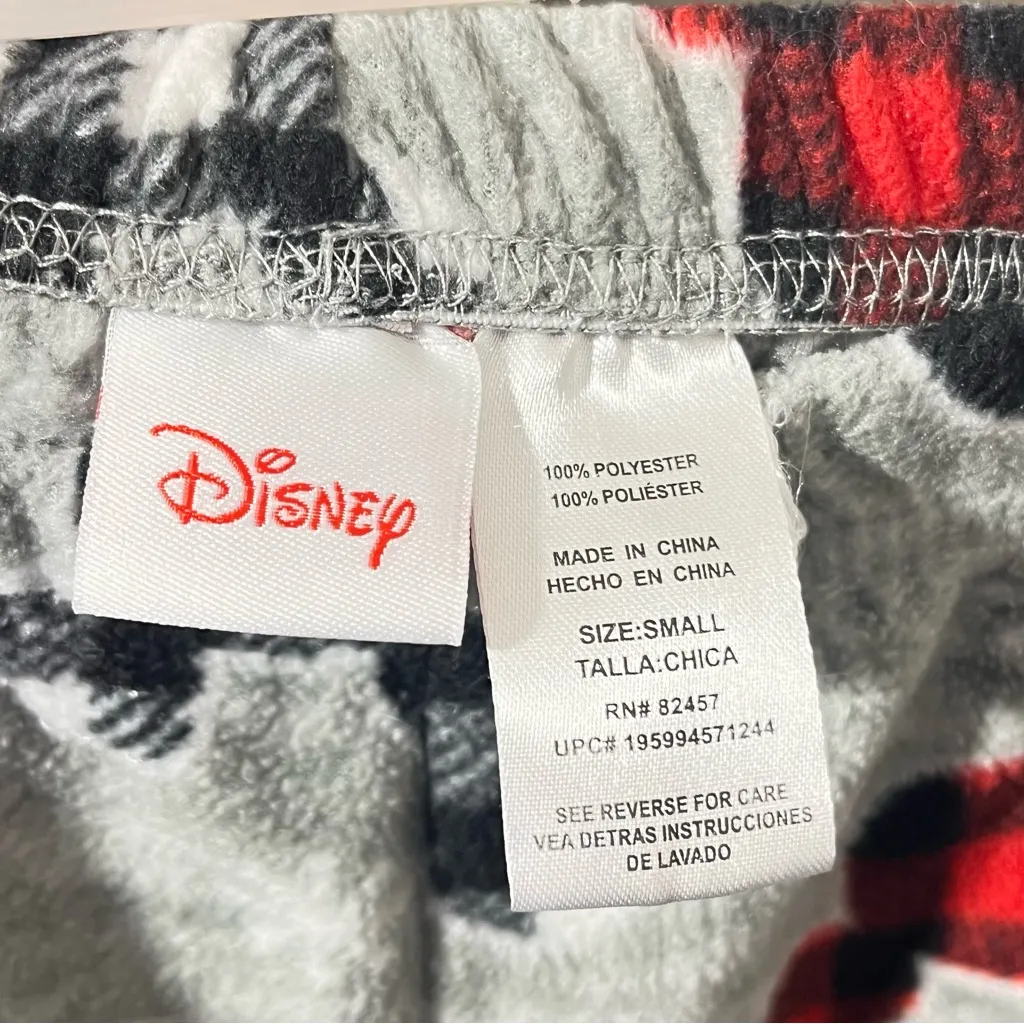 Disney
100% POLYESTER
100% POLIÉSTER
MADE IN CHINA
HECHO EN CHINA
SIZE:SMALL
TALLA:CHICA
RN# 82457
UPC# 195994571244
SEE REVERSE FOR CARE
VEA DETRAS INSTRUCCIONES
DE LAVADO